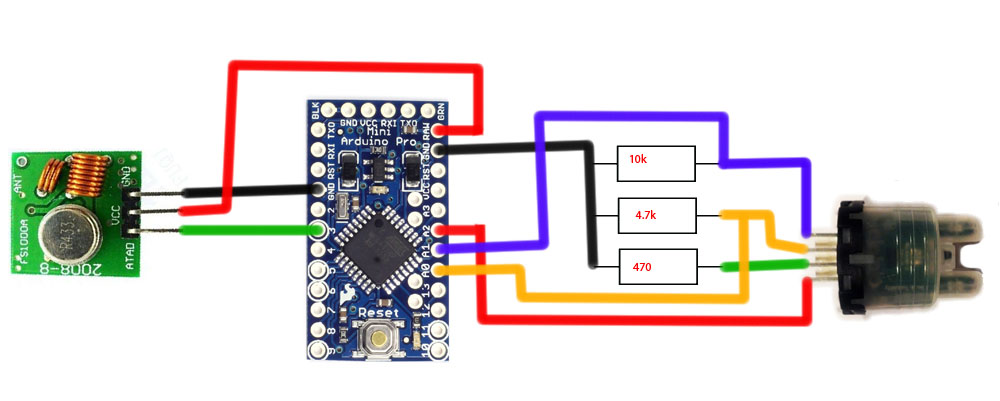 BLK
GND VCC RXI TXO
GRN
TXO
RXI
RST
GND
2
3
4
5
6
7
8
9
Mini
Arduino Pro
RAW
GND
RST
VCC
A3
A2
A1
A0
13
12
11
10
Reset
ANT
FS1000A
R433
2008-8
GND
VCC
ATAD
10k
4.7k
470